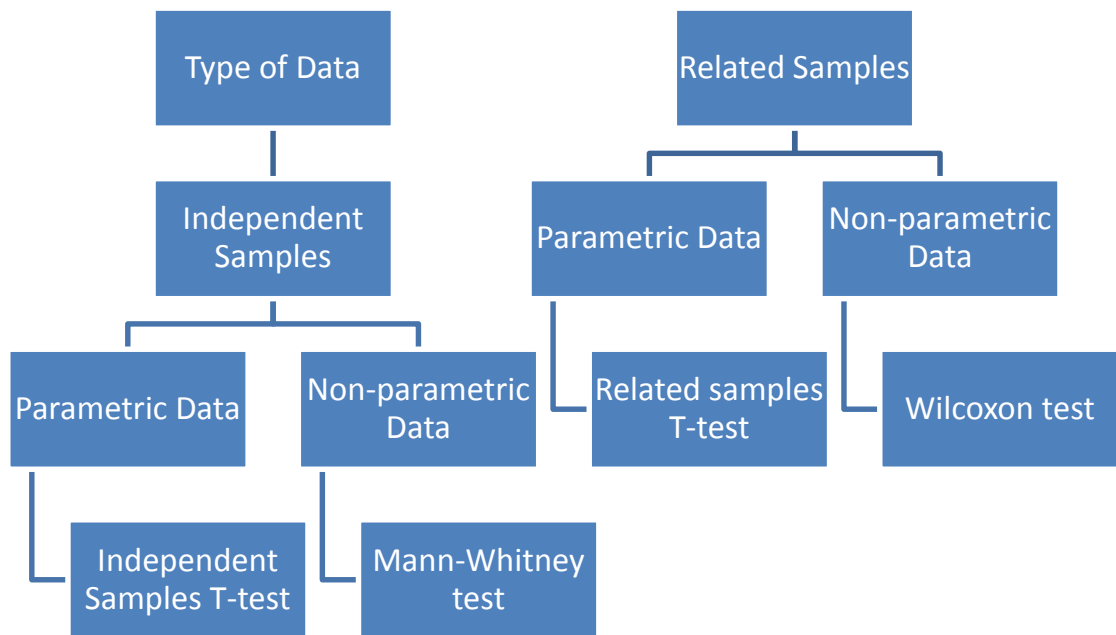 Type of Data
Related Samples
Independent
Samples
Parametric Data
Non-parametric
Data
Parametric Data
Non-parametric
Data
Related samples
T-test
Wilcoxon test
Independent
Samples T-test
Mann-Whitney
test